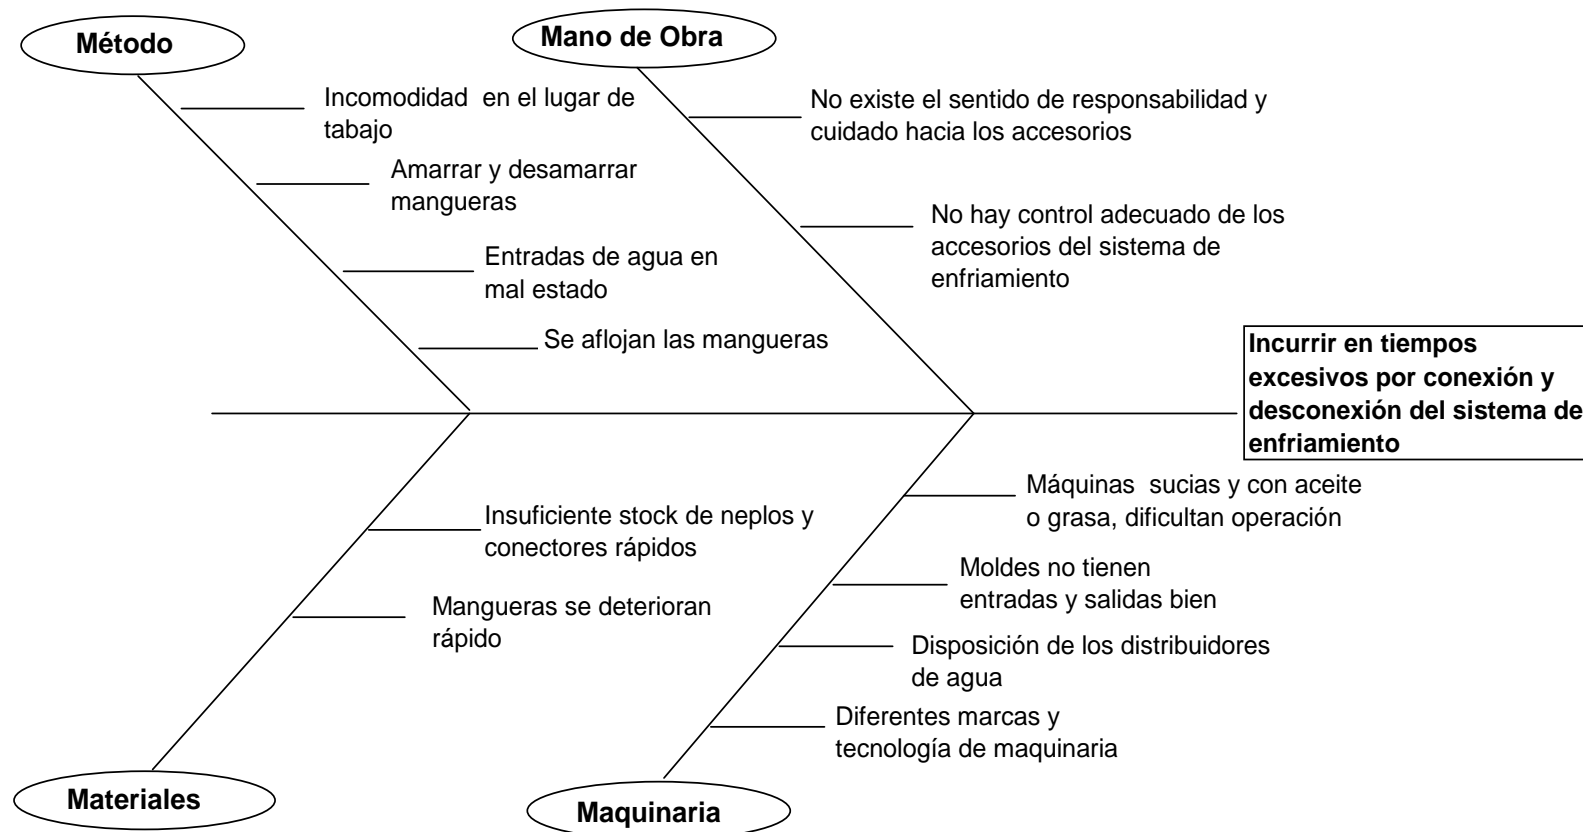 Método
Mano de Obra
Incomodidad  en el lugar de
tabajo
Amarrar y desamarrar
mangueras
Entradas de agua en
mal estado
Se aflojan las mangueras
No existe el sentido de responsabilidad y
cuidado hacia los accesorios
No hay control adecuado de los
accesorios del sistema de
enfriamiento
Incurrir en tiempos
excesivos por conexión y
desconexión del sistema de
enfriamiento
Insuficiente stock de neplos y
conectores rápidos
Mangueras se deterioran
rápido
Máquinas  sucias y con aceite
o grasa, dificultan operación
Moldes no tienen
entradas y salidas bien
Disposición de los distribuidores
de agua
Diferentes marcas y
tecnología de maquinaria
Materiales
Maquinaria